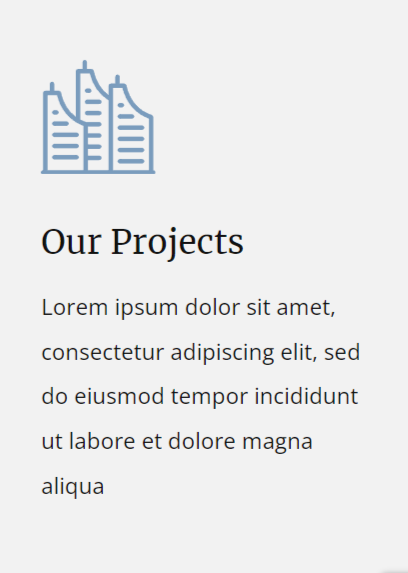 Our Projects
Lorem ipsum dolor sit amet,
consectetur adipiscing elit, sed
do eiusmod tempor incididunt
ut labore et dolore magna
aliqua